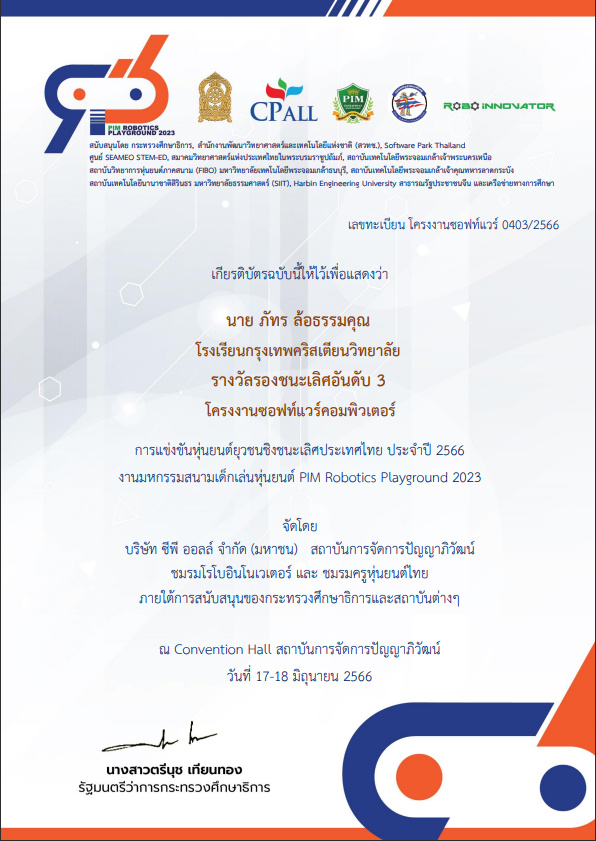 PIM ROBOTICS
PLAYGROUND 2023
CPALL
PIM
ROBO INNOVATOR
สนับสนุนโดย กระทรวงศึกษาธิการ, สำนักงานพัฒนาวิทยาศาสตร์และเทคโนโลยีแห่งชาติ (สวทช.), Software Park Thailand
ศูนย์ SEAMEO STEM-ED, สมาคมวิทยาศาสตร์แห่งประเทศไทยในพระบรมราชูปถัมภ์, สถาบันเทคโนโลยีพระจอมเกล้าเจ้าพระนครเหนือ
สถาบันวิทยาการหุ่นยนต์ภาคสนาม (FIBO) มหาวิทยาลัยเทคโนโลยีพระจอมเกล้าธนบุรี, สถาบันเทคโนโลยีพระจอมเกล้าเจ้าคุณทหารลาดกระบัง
สถาบันเทคโนโลยีนานาชาติสิรินธร มหาวิทยาลัยธรรมศาสตร์ (SIIT), Harbin Engineering University สาธารณรัฐประชาชนจีน และเครือข่ายทางการศึกษา
เลขทะเบียน โครงงานซอฟท์แวร์ 0403/2566
เกียรติบัตรฉบับนี้ให้ไว้เพื่อแสดงว่า
นาย ภัทร ล้อธรรมคุณ
โรงเรียนกรุงเทพคริสเตียนวิทยาลัย
รางวัลรองชนะเลิศอันดับ 3
โครงงานซอฟท์แวร์คอมพิวเตอร์
การแข่งขันหุ่นยนต์ยุวชนชิงชนะเลิศประเทศไทย ประจำปี 2566
งานมหกรรมสนามเด็กเล่นหุ่นยนต์ PIM Robotics Playground 2023
จัดโดย
บริษัท ซีพี ออลล์ จำกัด (มหาชน) สถาบันการจัดการปัญญาภิวัฒน์
ชมรมโรโบอินโนเวเตอร์ และ ชมรมครูหุ่นยนต์ไทย
ภายใต้การสนับสนุนของกระทรวงศึกษาธิการและสถาบันต่างๆ
ณ Convention Hall สถาบันการจัดการปัญญาภิวัฒน์
วันที่ 17-18 มิถุนายน 2566
นางสาวตรีนุช เทียนทอง
รัฐมนตรีว่าการกระทรวงศึกษาธิการ